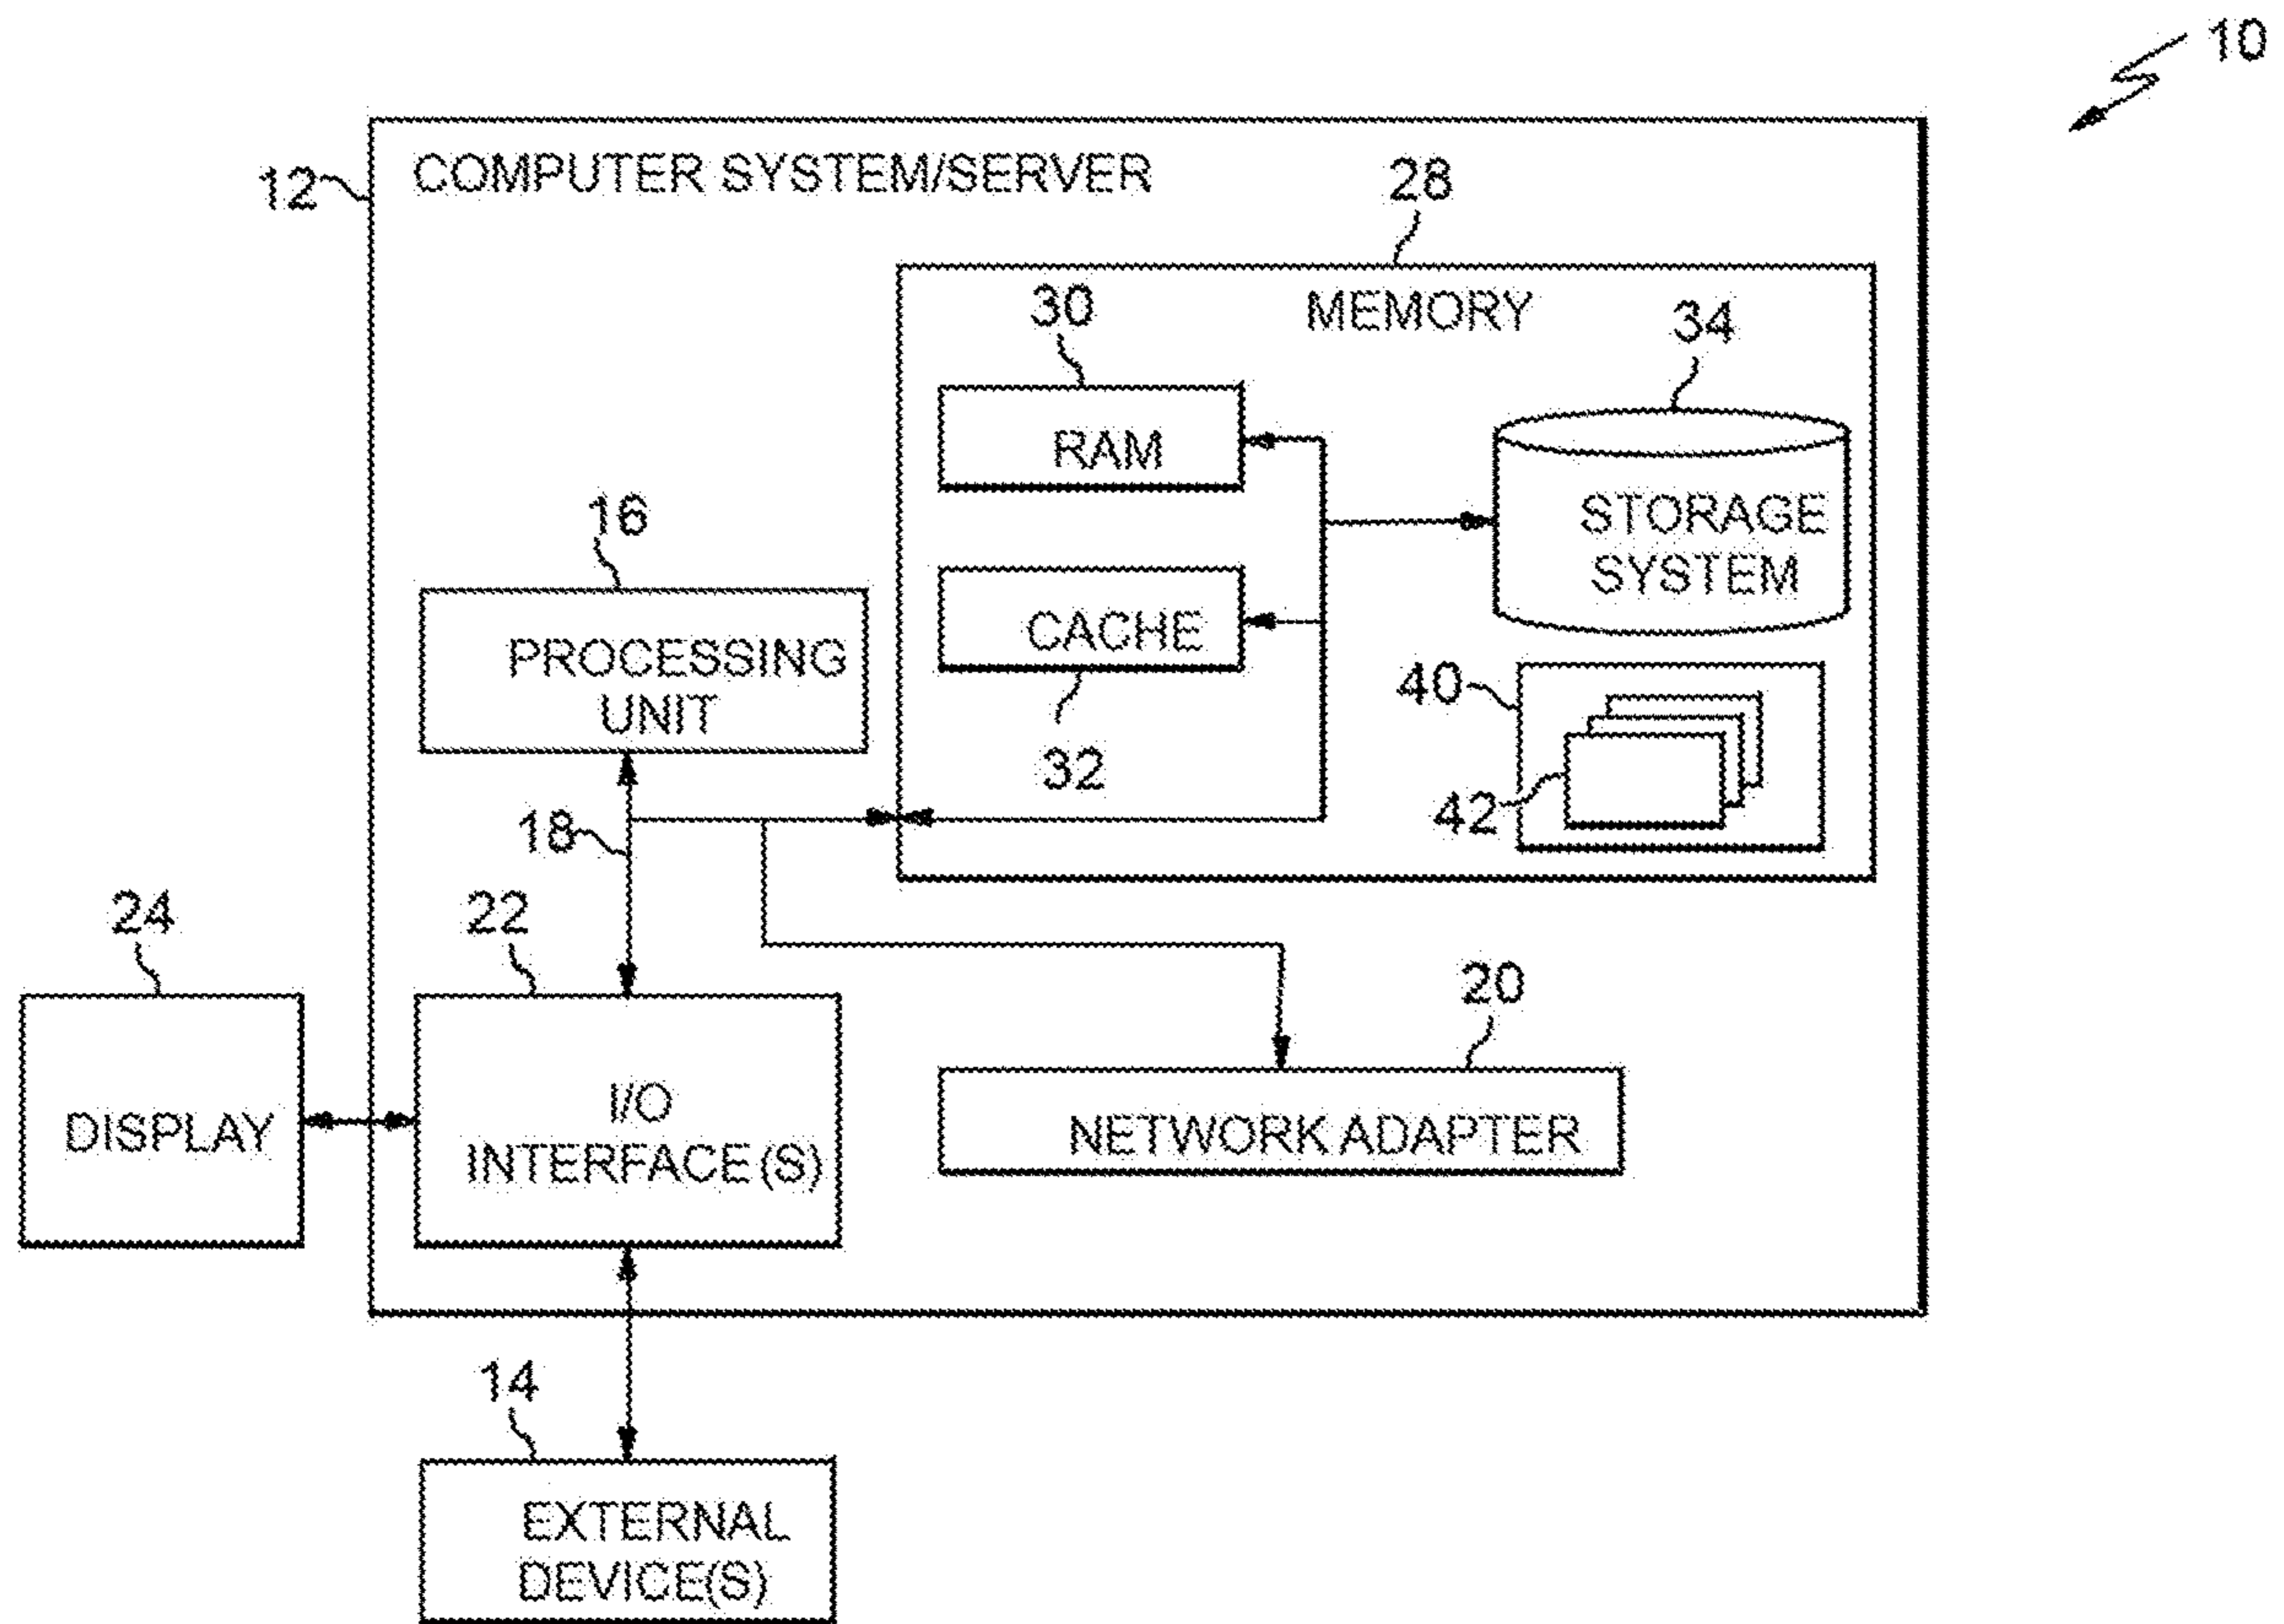 10
12
COMPUTER SYSTEM/SERVER
28
MEMORY
30
34
RAM
STORAGE
SYSTEM
16
CACHE
PROCESSING
UNIT
40
32
42
18
24
22
20
DISPLAY
I/O
INTERFACE(S)
NETWORK ADAPTER
14
EXTERNAL
DEVICE(S)